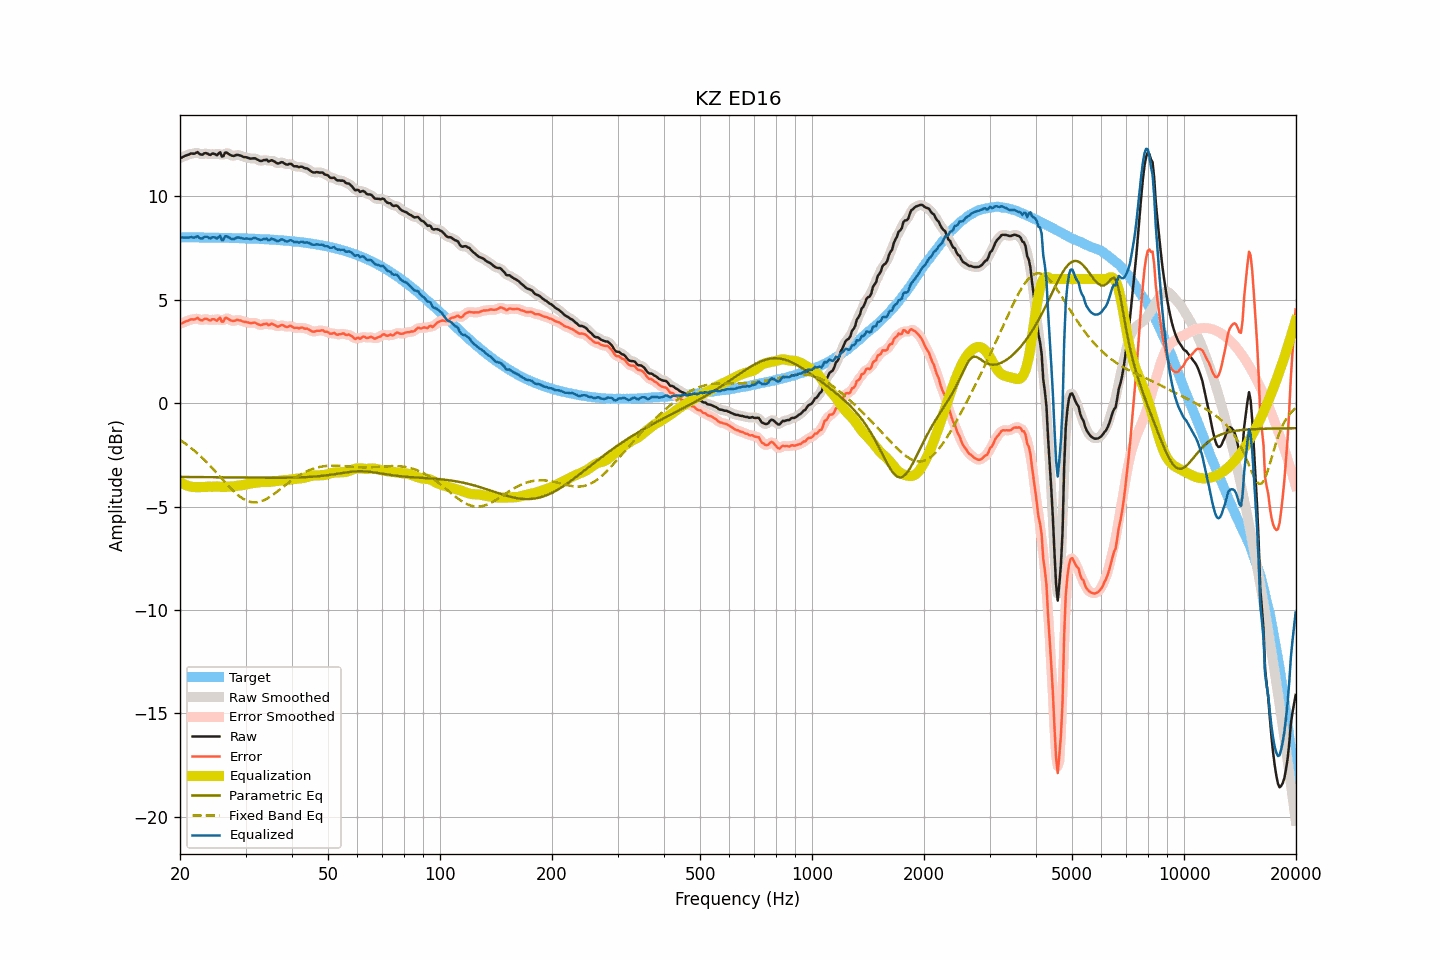 KZ ED16
Amplitude (dBr)
10
5
0
−5
−10
−15
−20
Target
Raw Smoothed
Error Smoothed
Raw
Error
Equalization
Parametric Eq
Fixed Band Eq
Equalized
20 50 100 200 500 1000 2000 5000 10000 20000
Frequency (Hz)